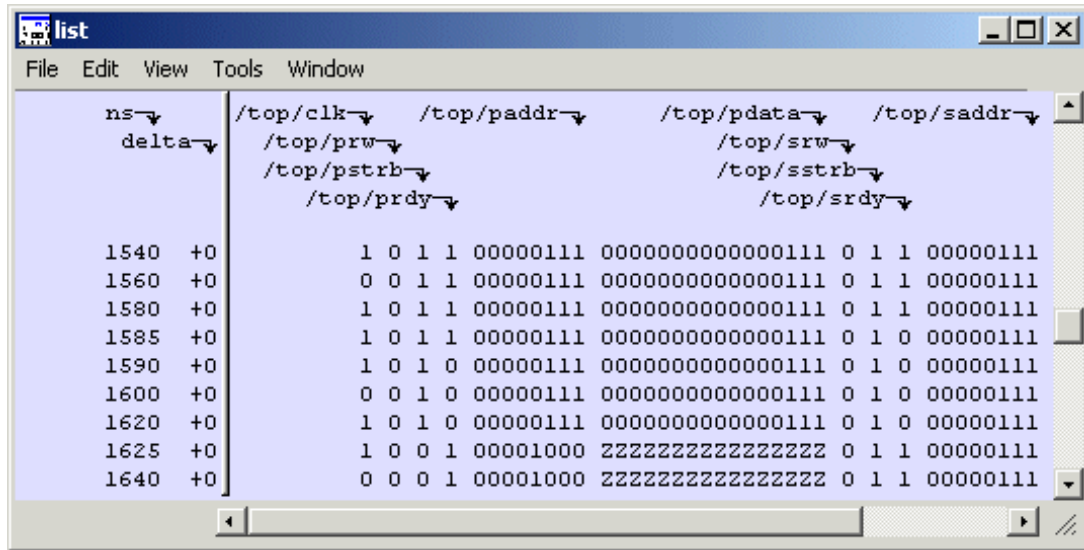 list
File Edit View Tools Window
ns /top/clk /top/paddr /top/pdata /top/saddr
delta /top/prw /top/srw
/top/pstrb /top/sstrb
/top/prdy /top/srdy
1540 +0 1 0 1 1 00000111 0000000000000111 0 1 1 00000111
1560 +0 0 0 1 1 00000111 0000000000000111 0 1 1 00000111
1580 +0 1 0 1 1 00000111 0000000000000111 0 1 1 00000111
1585 +0 1 0 1 1 00000111 0000000000000111 0 1 0 00000111
1590 +0 1 0 1 0 00000111 0000000000000111 0 1 0 00000111
1600 +0 0 0 1 0 00000111 0000000000000111 0 1 0 00000111
1620 +0 1 0 1 0 00000111 0000000000000111 0 1 0 00000111
1625 +0 1 0 0 1 00001000 ZZZZZZZZZZZZZZZZ 0 1 1 00000111
1640 +0 0 0 0 1 00001000 ZZZZZZZZZZZZZZZZ 0 1 1 00000111